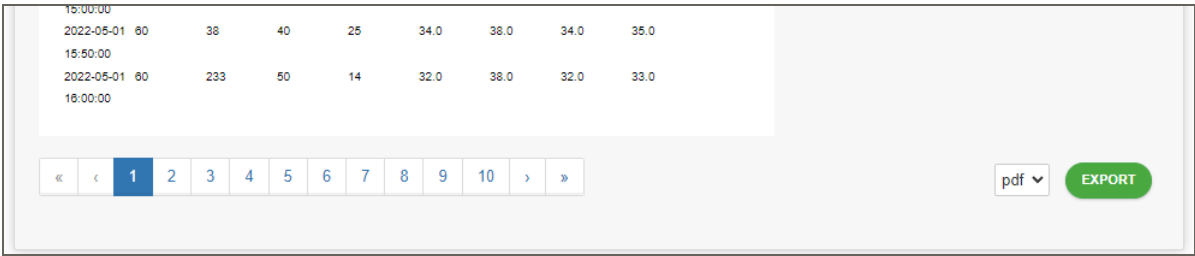 15:00:00
2022-05-01 60 38 40 25 34.0 38.0 34.0 35.0
15:50:00
2022-05-01 60 233 50 14 32.0 38.0 32.0 33.0
16:00:00
« ‹ 1 2 3 4 5 6 7 8 9 10 › » pdf EXPORT